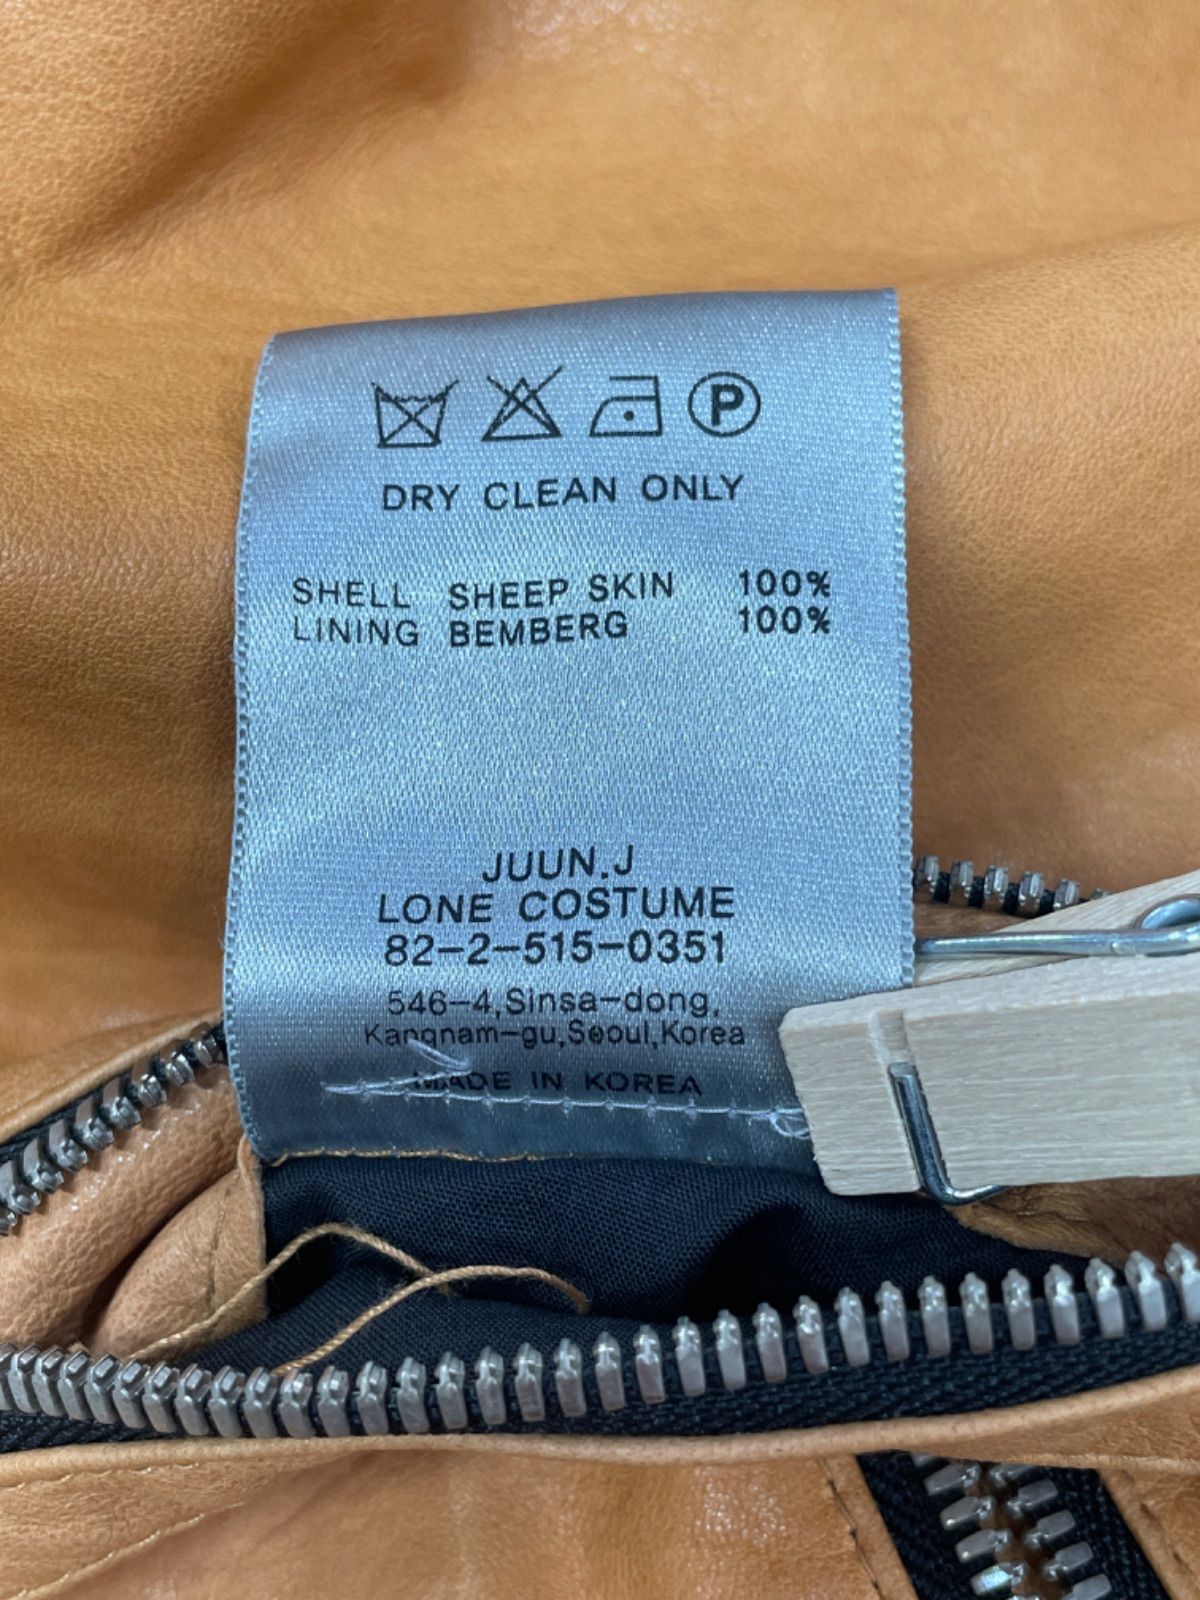 P
DRY CLEAN ONLY
SHELL SHEEP SKIN 100%
LINING BEMBERG 100%
JUUN.J
LONE COSTUME
82-2-515-0351
546-4,Sinsa-dong,
Kangnam-gu,Seoul,Korea
MADE IN KOREA